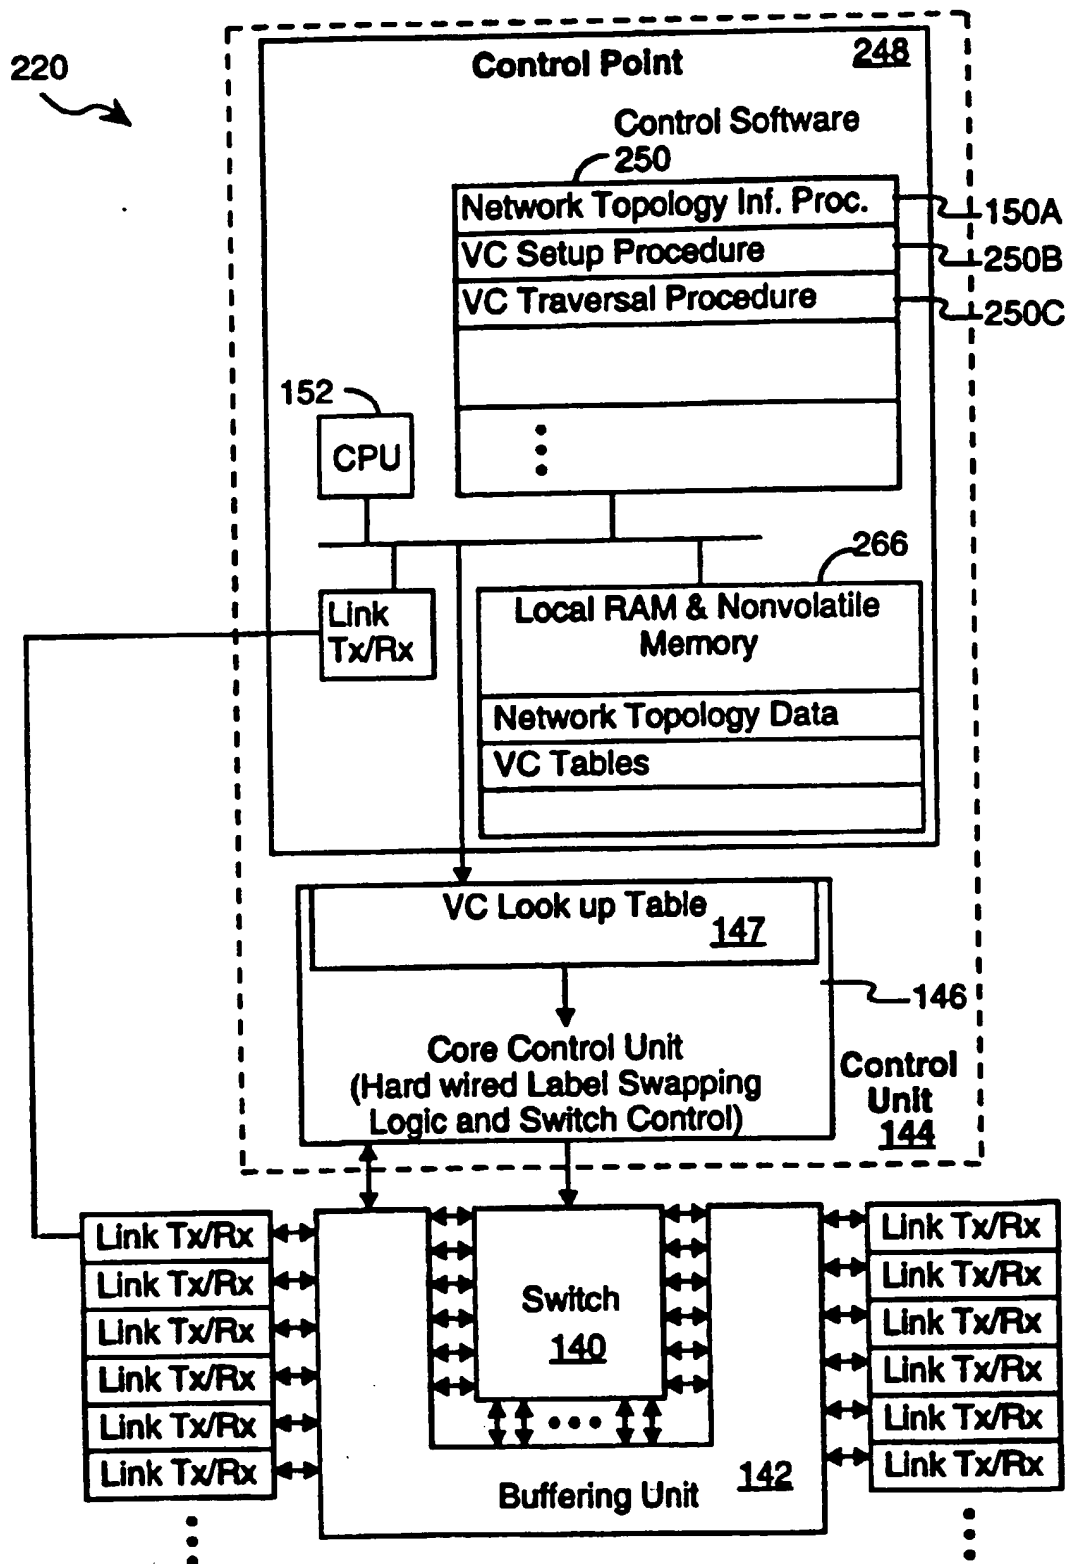 220
Control Point
248
Control Software
250
Network Topology Inf. Proc.
150A
VC Setup Procedure
250B
VC Traversal Procedure
250C
152
CPU
266
Link
Tx/Rx
Local RAM & Nonvolatile
Memory
Network Topology Data
VC Tables
VC Look up Table
147
146
Core Control Unit
(Hard wired Label Swapping
Logic and Switch Control)
Control
Unit
144
Link Tx/Rx
Link Tx/Rx
Link Tx/Rx
Link Tx/Rx
Link Tx/Rx
Link Tx/Rx
Switch
140
Buffering Unit
142
Link Tx/Rx
Link Tx/Rx
Link Tx/Rx
Link Tx/Rx
Link Tx/Rx
Link Tx/Rx